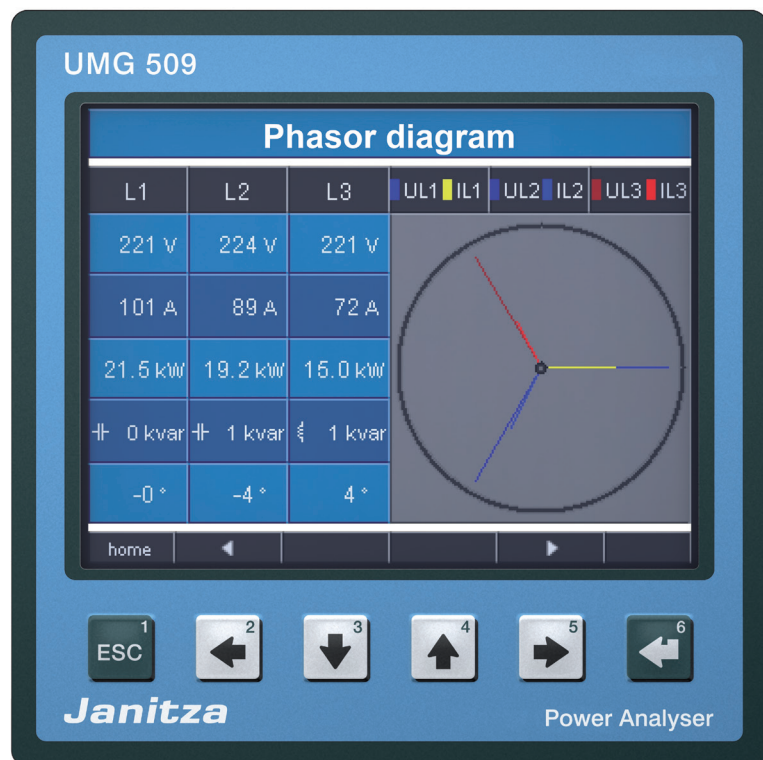 UMG 509
Phasor diagram
L1 L2 L3 UL1 IL1 UL2 IL2 UL3 IL3
221 V 224 V 221 V
101 A 89 A 72 A
21.5 kW 19.2 kW 15.0 kW
0 kvar 1 kvar 1 kvar
-0 ° -4 ° 4 °
home
1 2 3 4 5 6
ESC
Janitza
Power Analyser